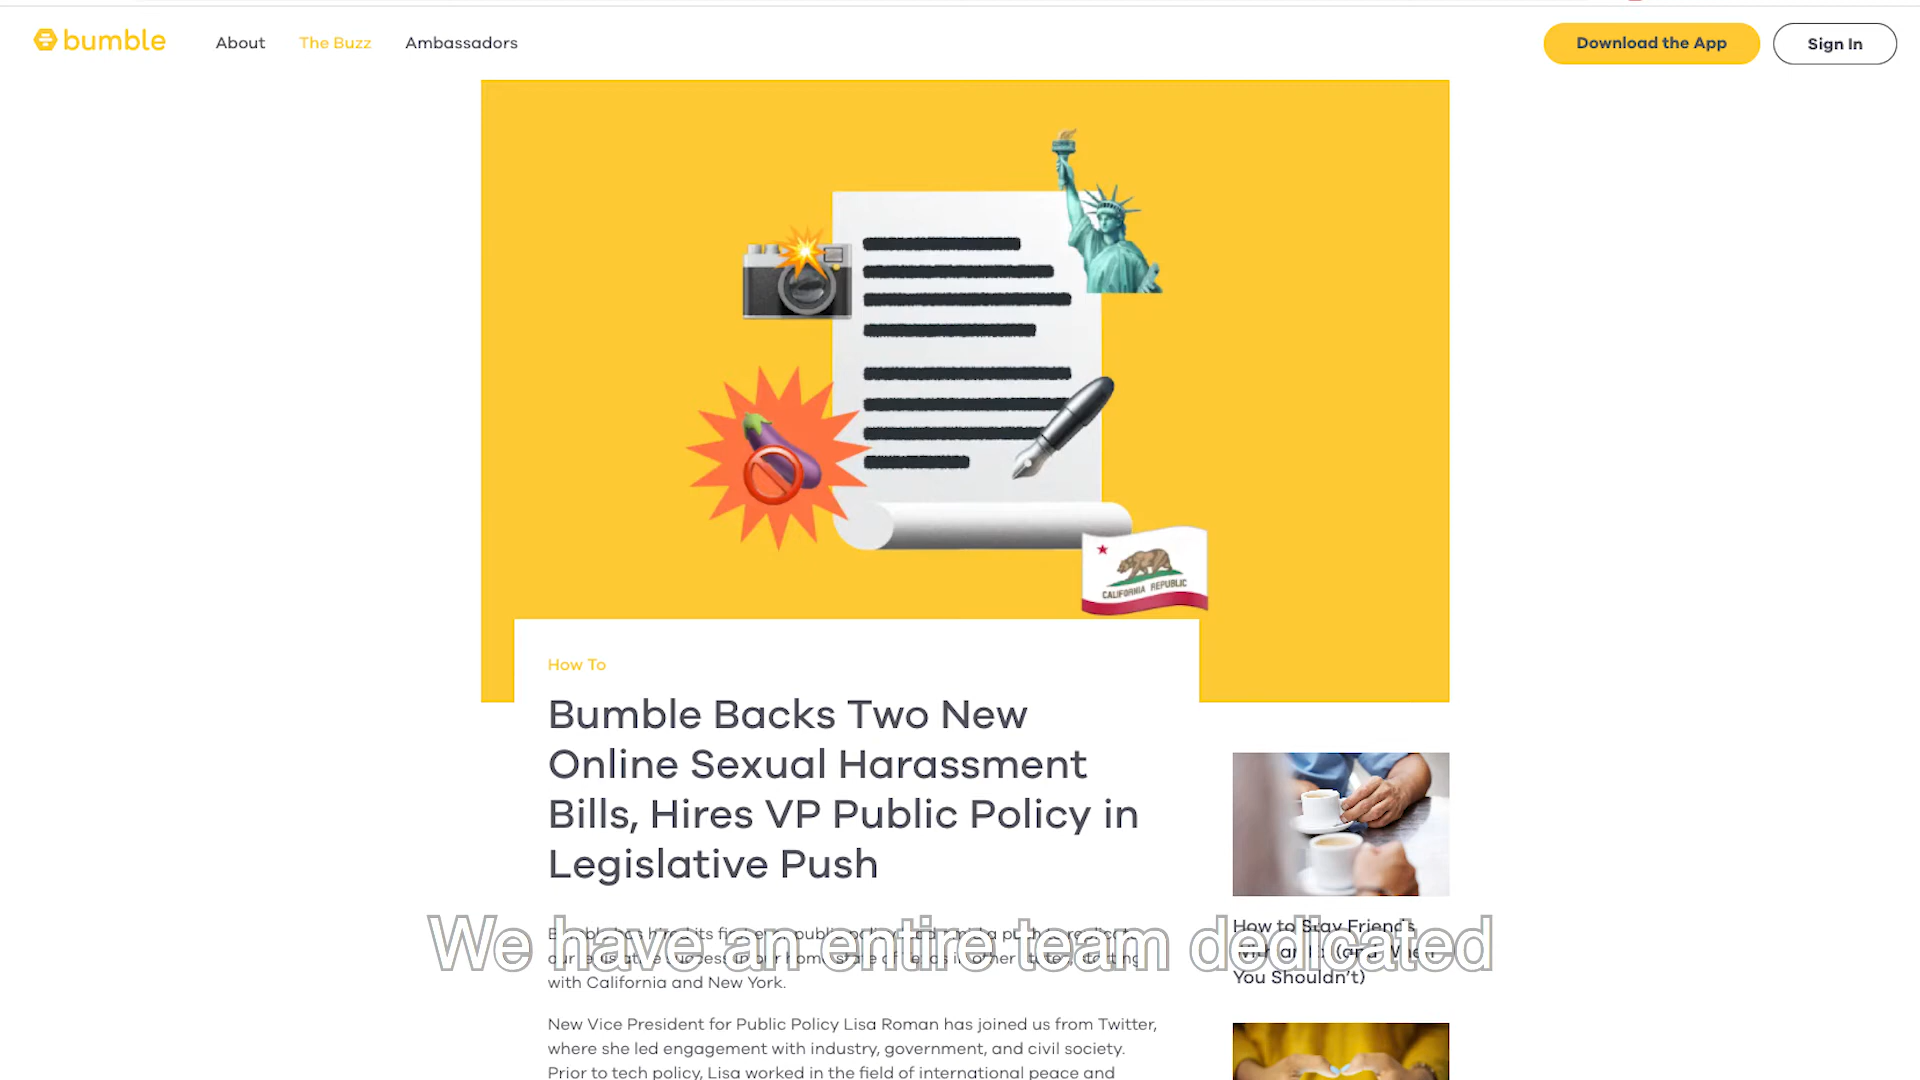 bumble About The Buzz Ambassadors Download the App Sign In
CALIFORNIA REPUBLIC
How To
Bumble Backs Two New
Online Sexual Harassment
Bills, Hires VP Public Policy in
Legislative Push
We have an entire team dedicated
with California and New York.
How to Stay Friends
You Shouldn't)
New Vice President for Public Policy Lisa Roman has joined us from Twitter,
where she led engagement with industry, government, and civil society.
Prior to tech policy, Lisa worked in the field of international peace and